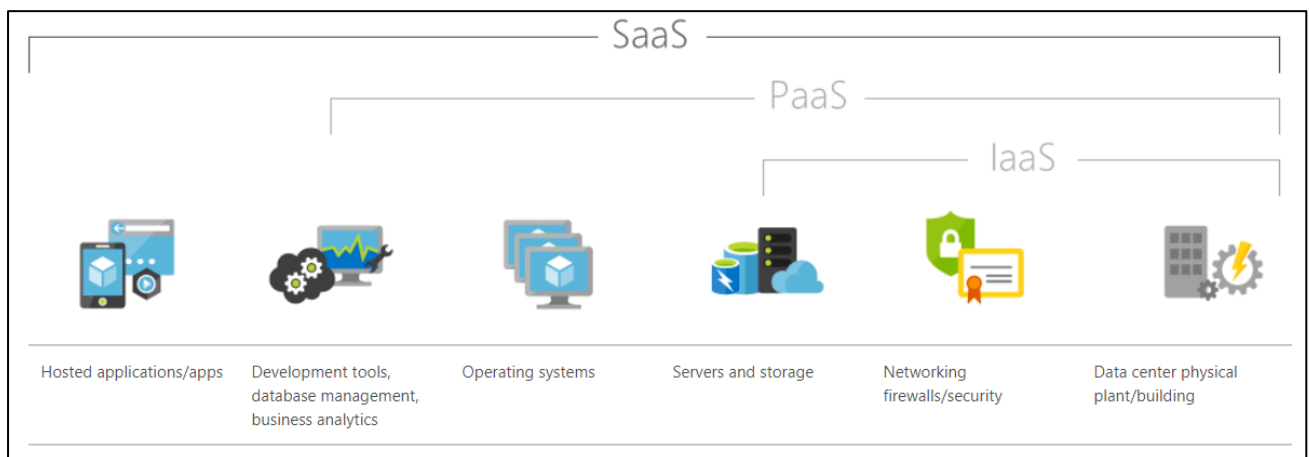 SaaS
PaaS
IaaS
Hosted applications/apps
Development tools,
database management,
business analytics
Operating systems
Servers and storage
Networking
firewalls/security
Data center physical
plant/building